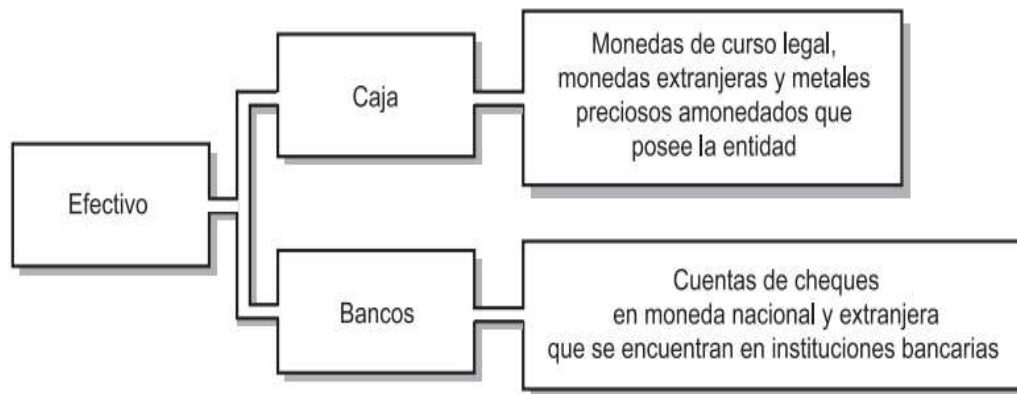 Efectivo
Caja
Monedas de curso legal,
monedas extranjeras y metales
preciosos amonedados que
posee la entidad
Bancos
Cuentas de cheques
en moneda nacional y extranjera
que se encuentran en instituciones bancarias